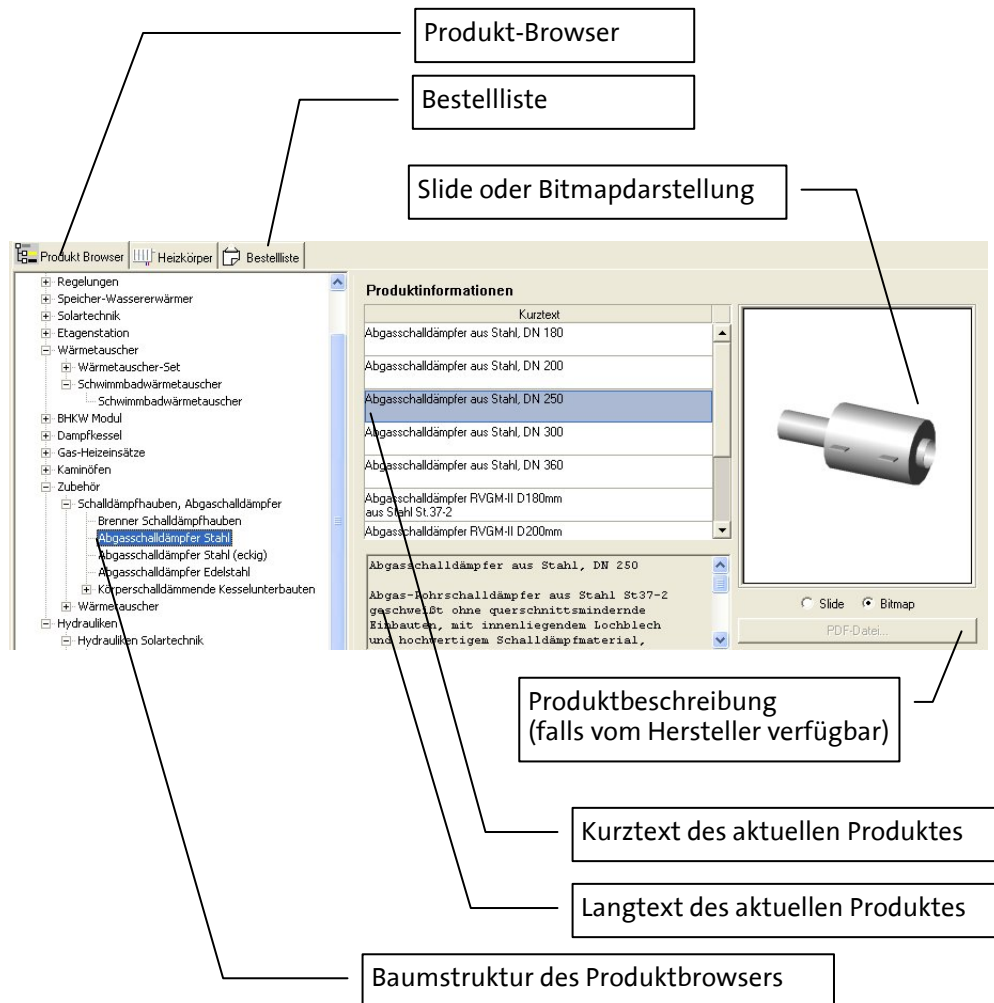 Produkt-Browser
Bestellliste
Slide oder Bitmapdarstellung
Produkt Browser
Heizkörper
Bestellliste
Regelungen
Speicher-Wassererwärmer
Solartechnik
Etagenstation
Wärmetauscher
Wärmetauscher-Set
Schwimmbadwärmetauscher
Schwimmbadwärmetauscher
BHKW Modul
Dampfkessel
Gas-Heizeinsätze
Kaminöfen
Zubehör
Schalldämpfhauben, Abgaschalldämpfer
Brenner Schalldämpfhauben
Abgasschalldämpfer Stahl
Abgasschalldämpfer Stahl (eckig)
Abgasschalldämpfer Edelstahl
Körperschalldämmende Kesselunterbauten
Wärmetauscher
Hydrauliken
Hydrauliken Solartechnik
Produktinformationen
Kurztext
Abgasschalldämpfer aus Stahl, DN 180
Abgasschalldämpfer aus Stahl, DN 200
Abgasschalldämpfer aus Stahl, DN 250
Abgasschalldämpfer aus Stahl, DN 300
Abgasschalldämpfer aus Stahl, DN 360
Abgasschalldämpfer RVGM-II D180mm
aus Stahl St.37-2
Abgasschalldämpfer RVGM-II D200mm
Abgasschalldämpfer aus Stahl, DN 250
Abgas-Rohrschalldämpfer aus Stahl St37-2
geschweißt ohne querschnittsmindernde
Einbauten, mit innenliegendem Lochblech
und hochwertigem Schalldämpfmaterial,
Slide
Bitmap
PDF-Datei...
Produktbeschreibung
(falls vom Hersteller verfügbar)
Kurztext des aktuellen Produktes
Langtext des aktuellen Produktes
Baumstruktur des Produktbrowsers